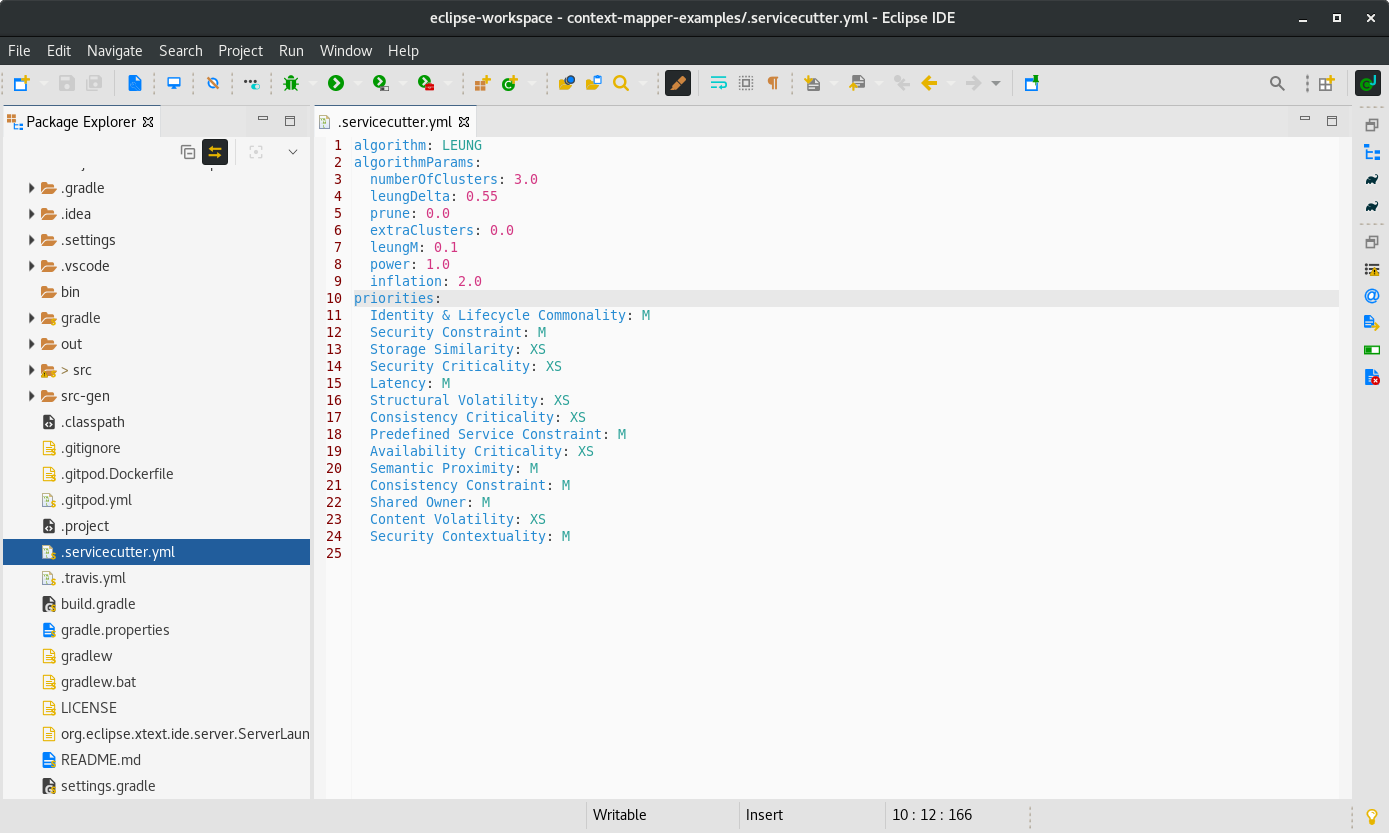 eclipse-workspace - context-mapper-examples/.servicecutter.yml - Eclipse IDE
File Edit Navigate Search Project Run Window Help
Package Explorer
.gradle
.idea
.settings
.vscode
bin
gradle
out
> src
src-gen
.classpath
.gitignore
.gitpod.Dockerfile
.gitpod.yml
.project
.servicecutter.yml
.travis.yml
build.gradle
gradle.properties
gradlew
gradlew.bat
LICENSE
org.eclipse.xtext.ide.server.ServerLaun
README.md
settings.gradle
.servicecutter.yml
1 algorithm: LEUNG
2 algorithmParams:
3 numberOfClusters: 3.0
4 leungDelta: 0.55
5 prune: 0.0
6 extraClusters: 0.0
7 leungM: 0.1
8 power: 1.0
9 inflation: 2.0
10 priorities:
11 Identity & Lifecycle Commonality: M
12 Security Constraint: M
13 Storage Similarity: XS
14 Security Criticality: XS
15 Latency: M
16 Structural Volatility: XS
17 Consistency Criticality: XS
18 Predefined Service Constraint: M
19 Availability Criticality: XS
20 Semantic Proximity: M
21 Consistency Constraint: M
22 Shared Owner: M
23 Content Volatility: XS
24 Security Contextuality: M
25
Writable Insert 10 : 12 : 166